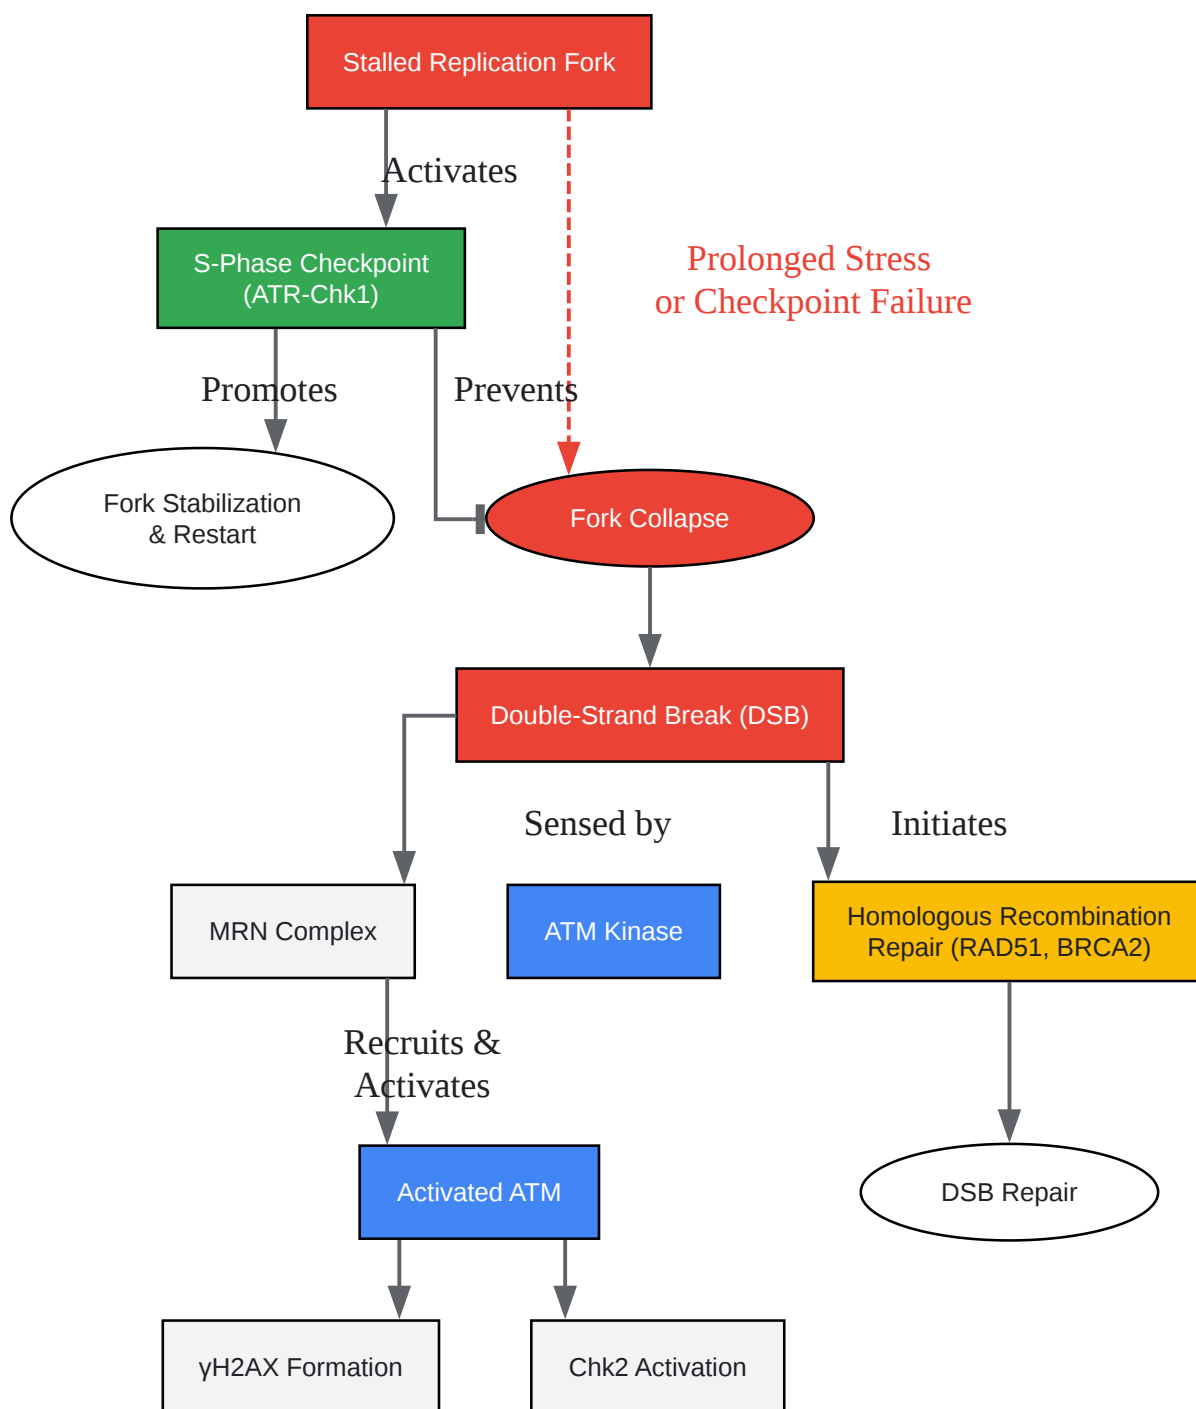 Stalled Replication Fork
Activates
S-Phase Checkpoint
(ATR-Chk1)
Prolonged Stress
or Checkpoint Failure
Promotes
Prevents
Fork Stabilization
& Restart
Fork Collapse
Double-Strand Break (DSB)
Sensed by
Initiates
MRN Complex
ATM Kinase
Homologous Recombination
Repair (RAD51, BRCA2)
Recruits &
Activates
Activated ATM
DSB Repair
γH2AX Formation
Chk2 Activation